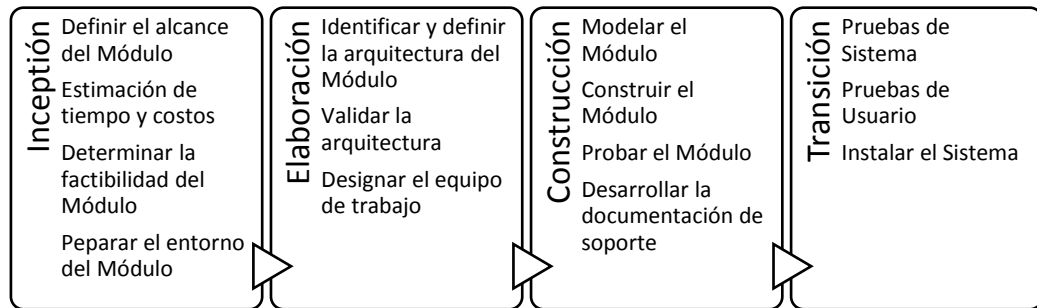 Inceptión
Definir el alcance
del Módulo
Estimación de
tiempo y costos
Determinar la
factibilidad del
Módulo
Peparar el entorno
del Módulo
Elaboración
Identificar y definir
la arquitectura del
Módulo
Validar la
arquitectura
Designar el equipo
de trabajo
Construcción
Modelar el
Módulo
Construir el
Módulo
Probar el Módulo
Desarrollar la
documentación de
soporte
Transición
Pruebas de
Sistema
Pruebas de
Usuario
Instalar el Sistema